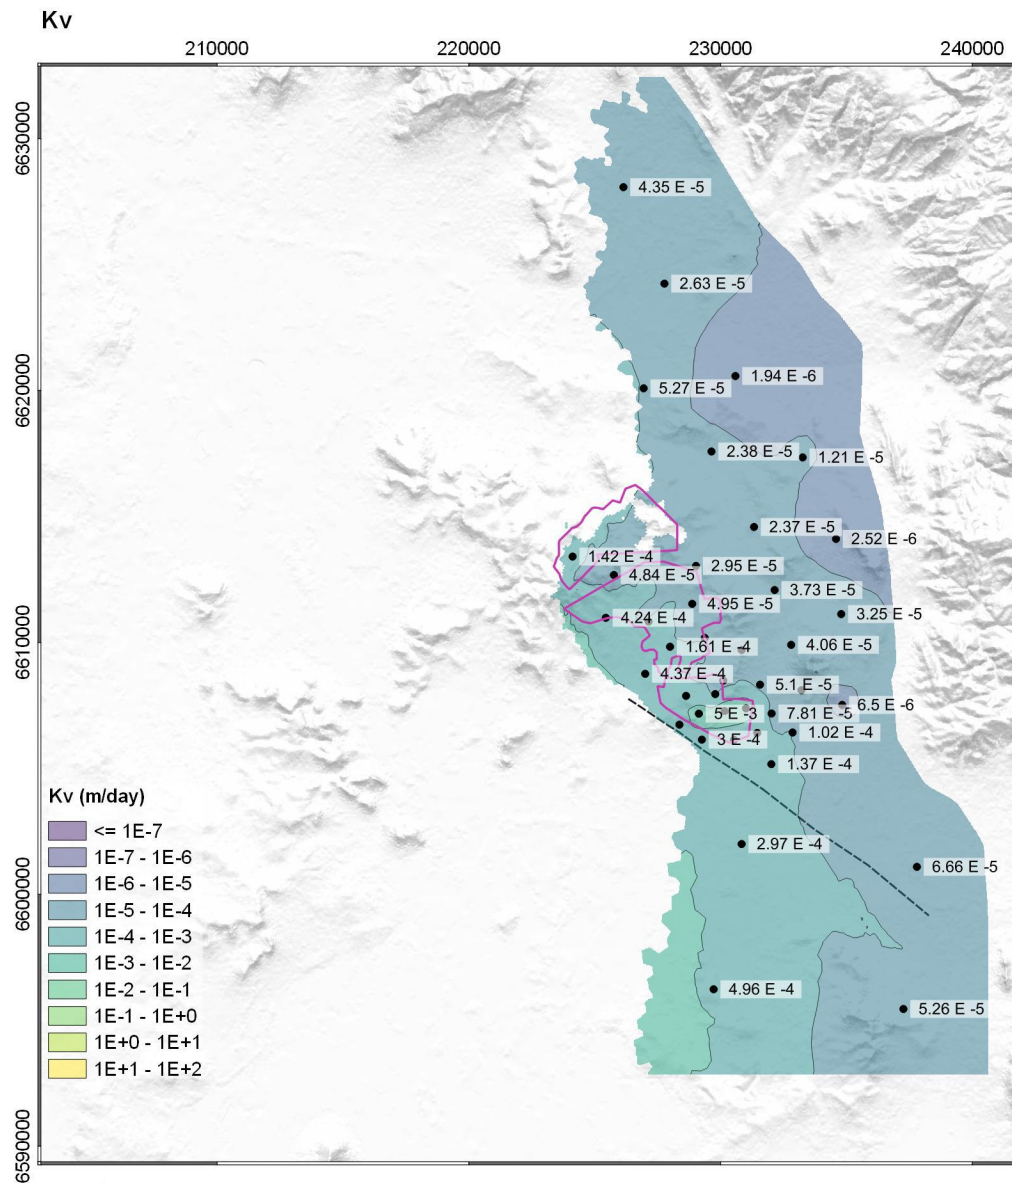 Kv
210000 220000 230000 240000
6630000
6620000
6610000
6600000
6590000
4.35 E -5
2.63 E -5
1.94 E -6
5.27 E -5
2.38 E -5
1.21 E -5
2.37 E -5
2.52 E -6
1.42 E -4
2.95 E -5
4.84 E -5
3.73 E -5
4.95 E -5
3.25 E -5
4.24 E -4
4.06 E -5
1.61 E -4
4.37 E -4
5.1 E -5
6.5 E -6
5 E -3
7.81 E -5
1.02 E -4
3 E -4
1.37 E -4
2.97 E -4
6.66 E -5
4.96 E -4
5.26 E -5
Kv (m/day)
<= 1E-7
1E-7 - 1E-6
1E-6 - 1E-5
1E-5 - 1E-4
1E-4 - 1E-3
1E-3 - 1E-2
1E-2 - 1E-1
1E-1 - 1E+0
1E+0 - 1E+1
1E+1 - 1E+2